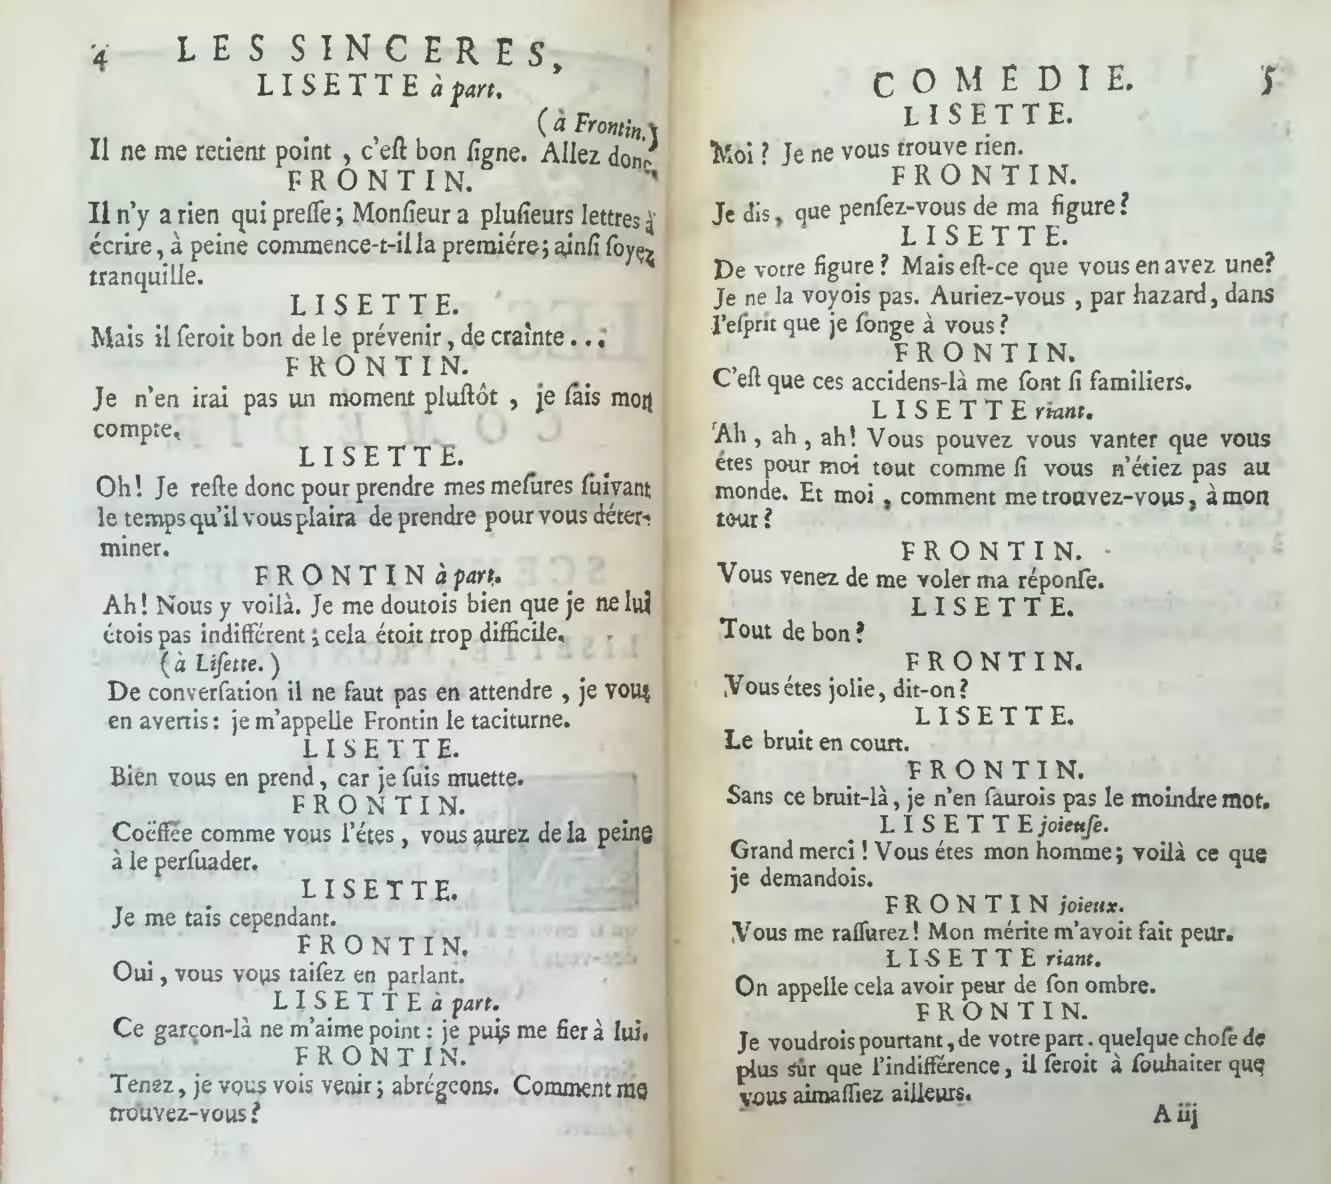 4 LES SINCERES,
LISETTE à part.
(à Frontin.)
Il ne me retient point, c'eſt bon ſigne. Allez donc.
FRONTIN.
Il n'y a rien qui preſſe; Monſieur a pluſieurs lettres à
écrire, à peine commence-t-il la premiére; ainſi ſoyez
tranquille.
LISETTE.
Mais il ſeroit bon de le prévenir, de crainte...
FRONTIN.
Je n'en irai pas un moment pluſtôt, je ſais mon
compte.
LISETTE.
Oh! Je reſte donc pour prendre mes meſures ſuivant
le temps qu'il vous plaira de prendre pour vous déter-
miner.
FRONTIN à part.
Ah! Nous y voilà. Je me doutois bien que je ne lui
étois pas indifférent; cela étoit trop difficile.
(à Liſette.)
De converſation il ne faut pas en attendre, je vous
en avertis: je m'appelle Frontin le taciturne.
LISETTE.
Bien vous en prend, car je ſuis muette.
FRONTIN.
Coëffée comme vous l'étes, vous aurez de la peine
à le perſuader.
LISETTE.
Je me tais cependant.
FRONTIN.
Oui, vous vous taiſez en parlant.
LISETTE à part.
Ce garçon-là ne m'aime point: je puis me fier à lui.
FRONTIN.
Tenez, je vous vois venir; abrégeons. Comment me
trouvez-vous?
COMÉDIE. 5
LISETTE.
Moi? Je ne vous trouve rien.
FRONTIN.
Je dis, que penſez-vous de ma figure?
LISETTE.
De votre figure? Mais eſt-ce que vous en avez une?
Je ne la voyois pas. Auriez-vous, par hazard, dans
l'eſprit que je ſonge à vous?
FRONTIN.
C'eſt que ces accidens-là me ſont ſi familiers.
LISETTE riant.
Ah, ah, ah! Vous pouvez vous vanter que vous
étes pour moi tout comme ſi vous n'étiez pas au
monde. Et moi, comment me trouvez-vous, à mon
tour?
FRONTIN.
Vous venez de me voler ma réponſe.
LISETTE.
Tout de bon?
FRONTIN.
Vous étes jolie, dit-on?
LISETTE.
Le bruit en court.
FRONTIN.
Sans ce bruit-là, je n'en ſaurois pas le moindre mot.
LISETTE joieuſe.
Grand merci! Vous étes mon homme; voilà ce que
je demandois.
FRONTIN joieux.
Vous me raſſurez! Mon mérite m'avoit fait peur.
LISETTE riant.
On appelle cela avoir peur de ſon ombre.
FRONTIN.
Je voudrois pourtant, de votre part. quelque choſe de
plus sûr que l'indifférence, il ſeroit à ſouhaiter que
vous aimaſſiez ailleurs.
A iij